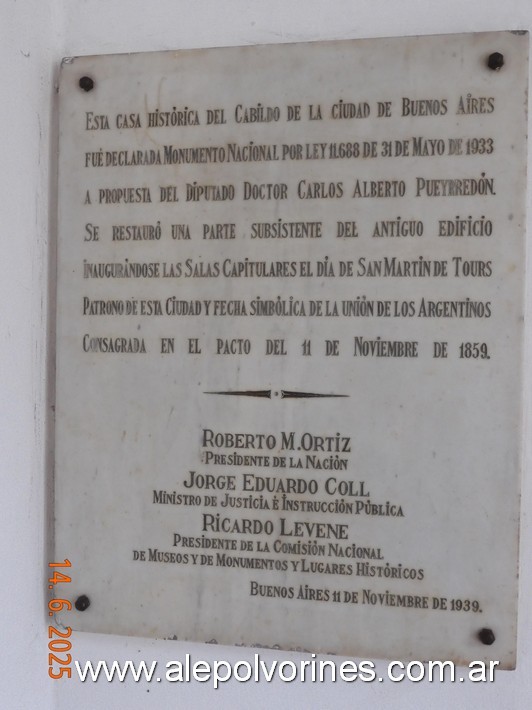 Esta casa histórica del Cabildo de la ciudad de Buenos Aires
fué declarada Monumento Nacional por Ley 11.688 de 31 de Mayo de 1933
a propuesta del Diputado Doctor Carlos Alberto Pueyrredón.
Se restauró una parte subsistente del antiguo edificio
inaugurándose las Salas Capitulares el día de San Martin de Tours
Patrono de esta Ciudad y fecha simbólica de la unión de los Argentinos
Consagrada en el pacto del 11 de Noviembre de 1859.
Roberto M. Ortiz
Presidente de la Nación
Jorge Eduardo Coll
Ministro de Justicia é Instrucción Pública
Ricardo Levene
Presidente de la Comisión Nacional
de Museos y de Monumentos y Lugares Históricos
Buenos Aires 11 de Noviembre de 1939.
14. 6. 2025
www.alepolvorines.com.ar